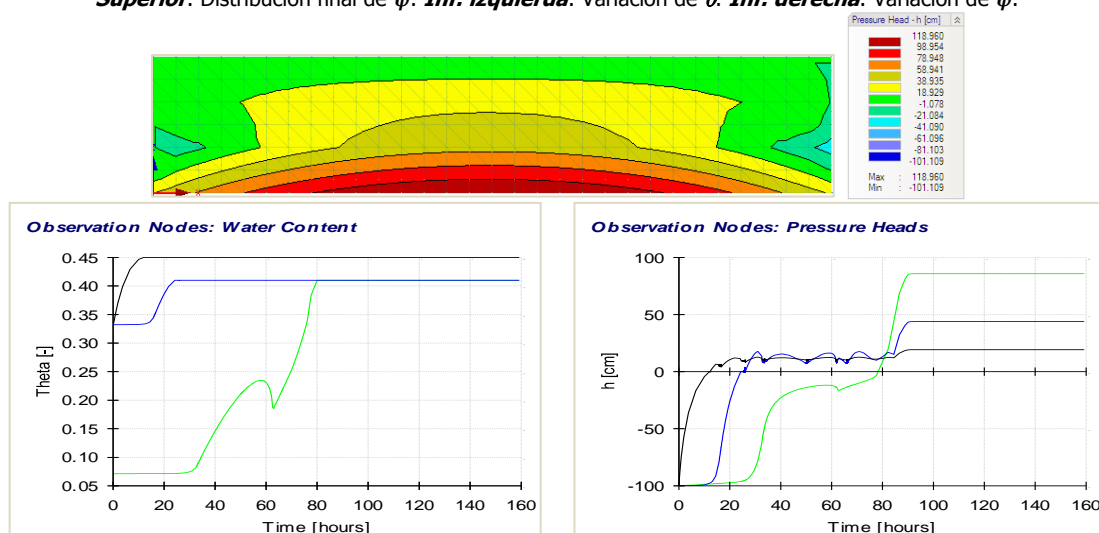 Superior: Distribución final de φ. Inf. izquierda: Variación de θ. Inf. derecha: Variación de φ.
Pressure Head - h [cm]
118.960
98.954
78.948
58.941
38.935
18.929
-1.078
-21.084
-41.090
-61.096
-81.103
-101.109
Max : 118.960
Min : -101.109
x
Observation Nodes: Water Content
0.45
0.40
0.35
0.30
0.25
0.20
0.15
0.10
0.05
Theta [-]
0 20 40 60 80 100 120 140 160
Time [hours]
Observation Nodes: Pressure Heads
100
50
0
-50
-100
h [cm]
0 20 40 60 80 100 120 140 160
Time [hours]